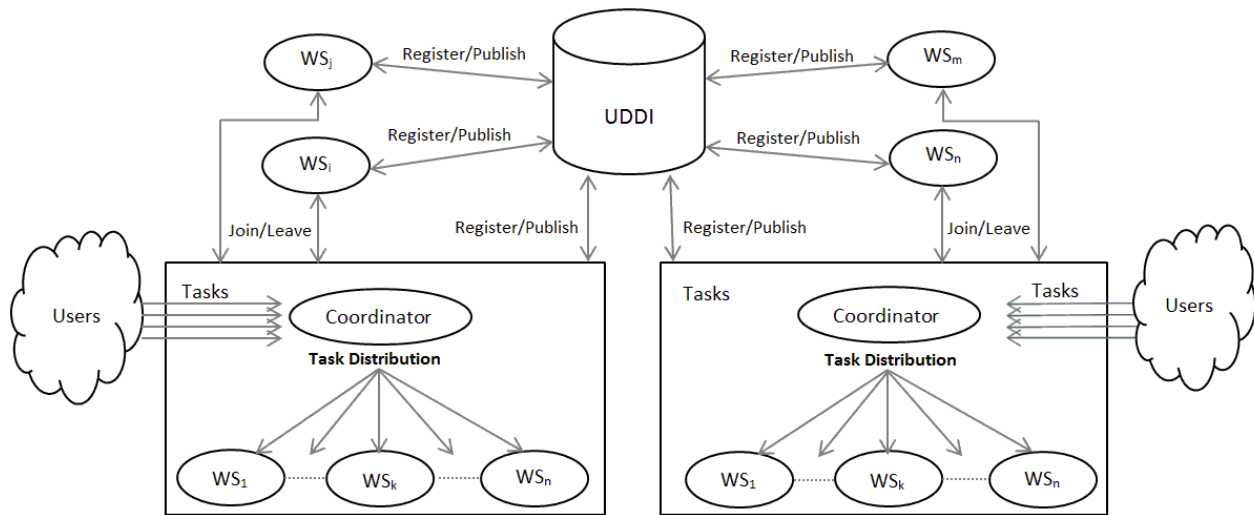 WSj
Register/Publish
UDDI
Register/Publish
WSm
WSi
Register/Publish
Register/Publish
WSn
Join/Leave
Register/Publish
Register/Publish
Join/Leave
Users
Tasks
Coordinator
Task Distribution
WS1
WSk
WSn
Tasks
Coordinator
Tasks
Users
Task Distribution
WS1
WSk
WSn